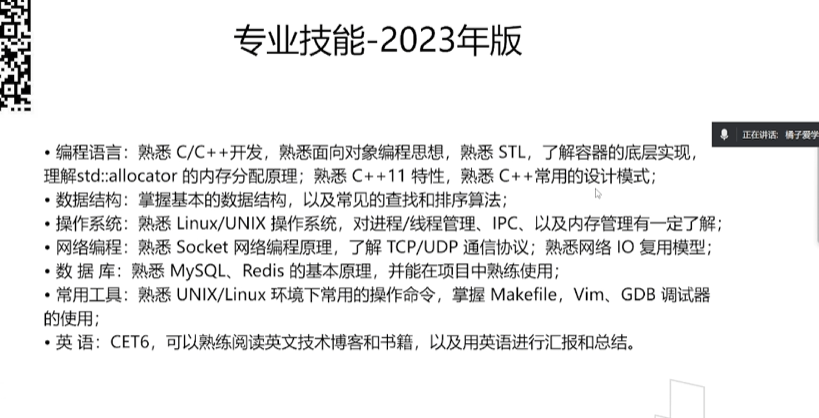 专业技能-2023年版
正在讲话: 橘子爱学
• 编程语言：熟悉 C/C++开发，熟悉面向对象编程思想，熟悉 STL，了解容器的底层实现，
理解std::allocator 的内存分配原理；熟悉 C++11 特性，熟悉 C++常用的设计模式；
• 数据结构：掌握基本的数据结构，以及常见的查找和排序算法；
• 操作系统：熟悉 Linux/UNIX 操作系统，对进程/线程管理、IPC、以及内存管理有一定了解；
• 网络编程：熟悉 Socket 网络编程原理，了解 TCP/UDP 通信协议；熟悉网络 IO 复用模型；
• 数 据 库：熟悉 MySQL、Redis 的基本原理，并能在项目中熟练使用；
• 常用工具：熟悉 UNIX/Linux 环境下常用的操作命令，掌握 Makefile，Vim、GDB 调试器
的使用；
• 英 语：CET6，可以熟练阅读英文技术博客和书籍，以及用英语进行汇报和总结。